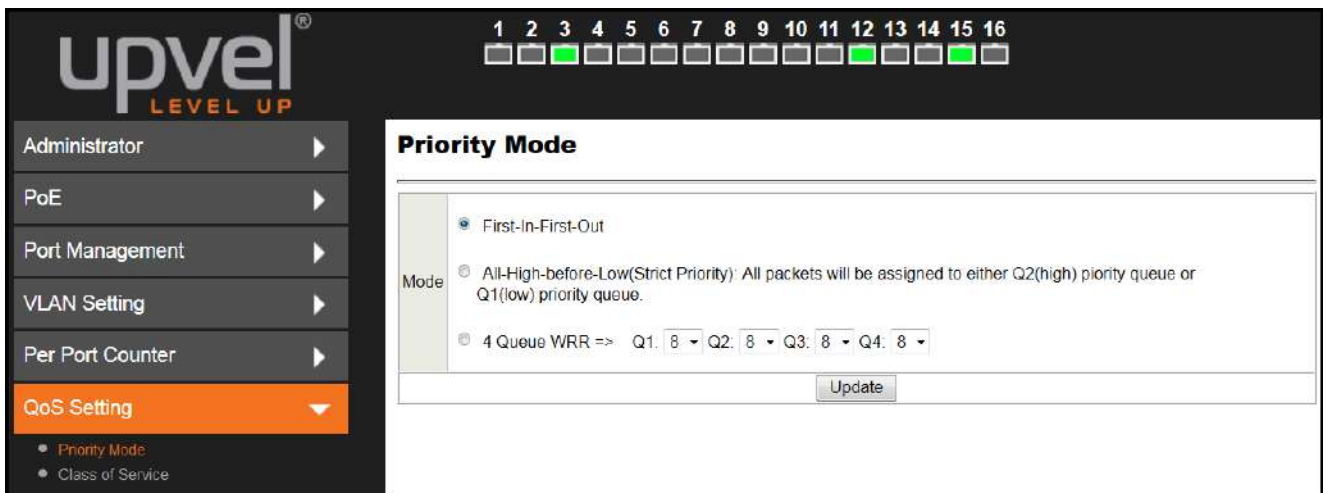 upvel®
LEVEL UP
1 2 3 4 5 6 7 8 9 10 11 12 13 14 15 16
Administrator
PoE
Port Management
VLAN Setting
Per Port Counter
QoS Setting
Priority Mode
Class of Service
Priority Mode
Mode
First-In-First-Out
All-High-before-Low(Strict Priority): All packets will be assigned to either Q2(high) piority queue or
Q1(low) priority queue.
4 Queue WRR => Q1: 8 Q2: 8 Q3: 8 Q4: 8
Update